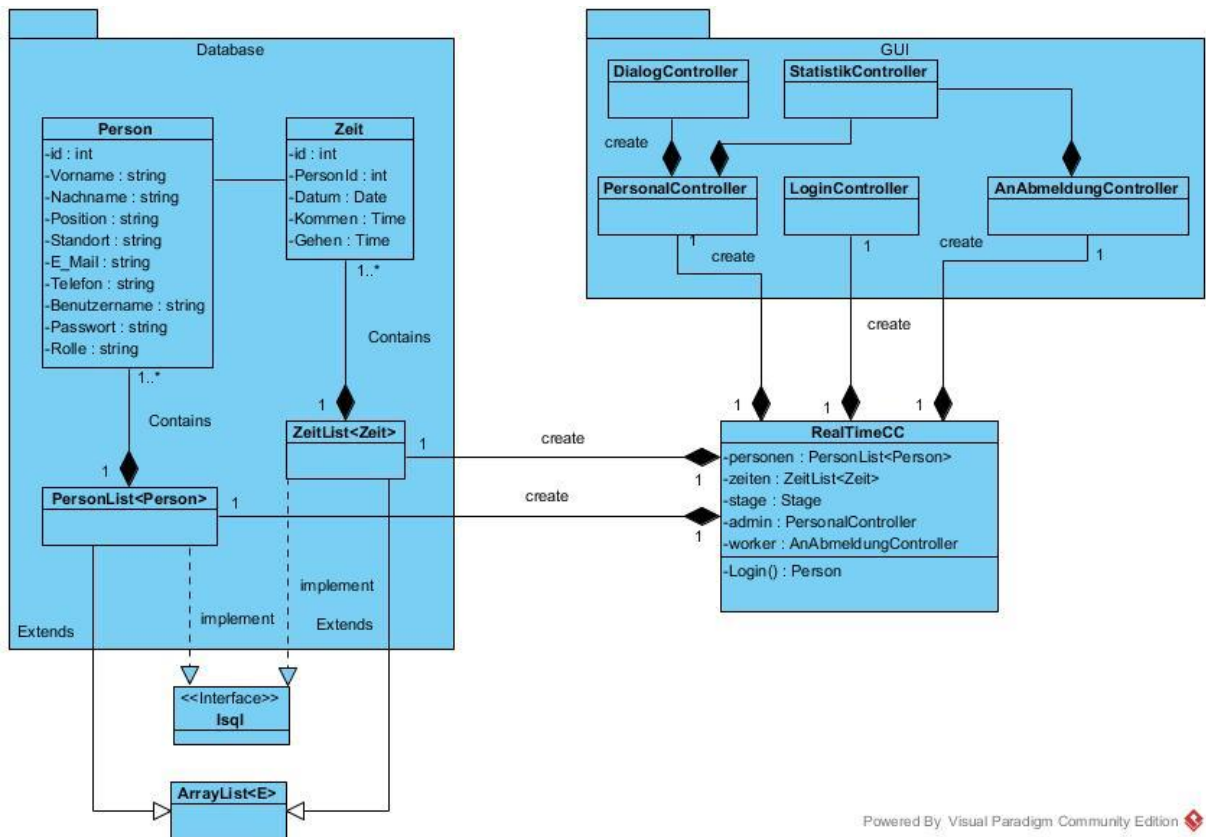 Database
Person
-id : int
-Vorname : string
-Nachname : string
-Position : string
-Standort : string
-E_Mail : string
-Telefon : string
-Benutzername : string
-Passwort : string
-Rolle : string
1..*
Contains
1
PersonList<Person>
1
Zeit
-id : int
-PersonId : int
-Datum : Date
-Kommen : Time
-Gehen : Time
1..*
Contains
1
ZeitList<Zeit>
1
Extends
implement
implement
Extends
<<Interface>>
Isql
ArrayList<E>
create
1
create
1
GUI
DialogController
StatistikController
create
PersonalController
LoginController
AnAbmeldungController
1
create
1
create
1
create
1
1
1
RealTimeCC
-personen : PersonList<Person>
-zeiten : ZeitList<Zeit>
-stage : Stage
-admin : PersonalController
-worker : AnAbmeldungController
-Login() : Person
Powered By Visual Paradigm Community Edition